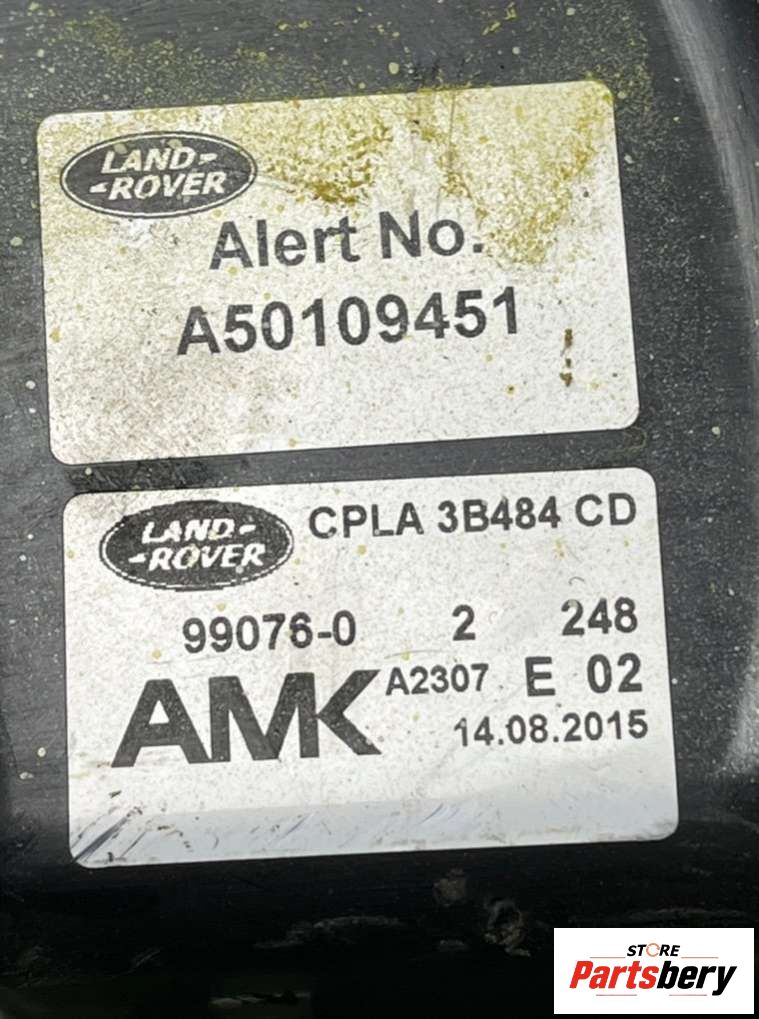 LAND-
-ROVER
Alert No.
A50109451
LAND-
-ROVER
CPLA 3B484 CD
99076-0 2 248
AMK A2307 E 02
14.08.2015
STORE
Partsbery